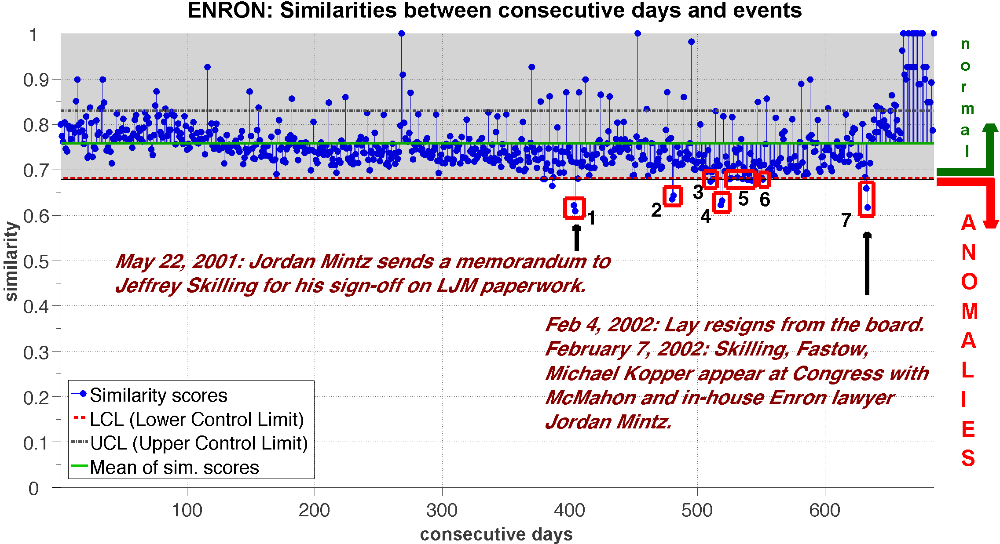 ENRON: Similarities between consecutive days and events
1
0.9
0.8
0.7
0.6
0.5
0.4
0.3
0.2
0.1
0
similarity
100
200
300
400
500
600
consecutive days
1
2
3
4
5
6
7
May 22, 2001: Jordan Mintz sends a memorandum to
Jeffrey Skilling for his sign-off on LJM paperwork.
Feb 4, 2002: Lay resigns from the board.
February 7, 2002: Skilling, Fastow,
Michael Kopper appear at Congress with
McMahon and in-house Enron lawyer
Jordan Mintz.
Similarity scores
LCL (Lower Control Limit)
UCL (Upper Control Limit)
Mean of sim. scores
normal
ANOMALIES